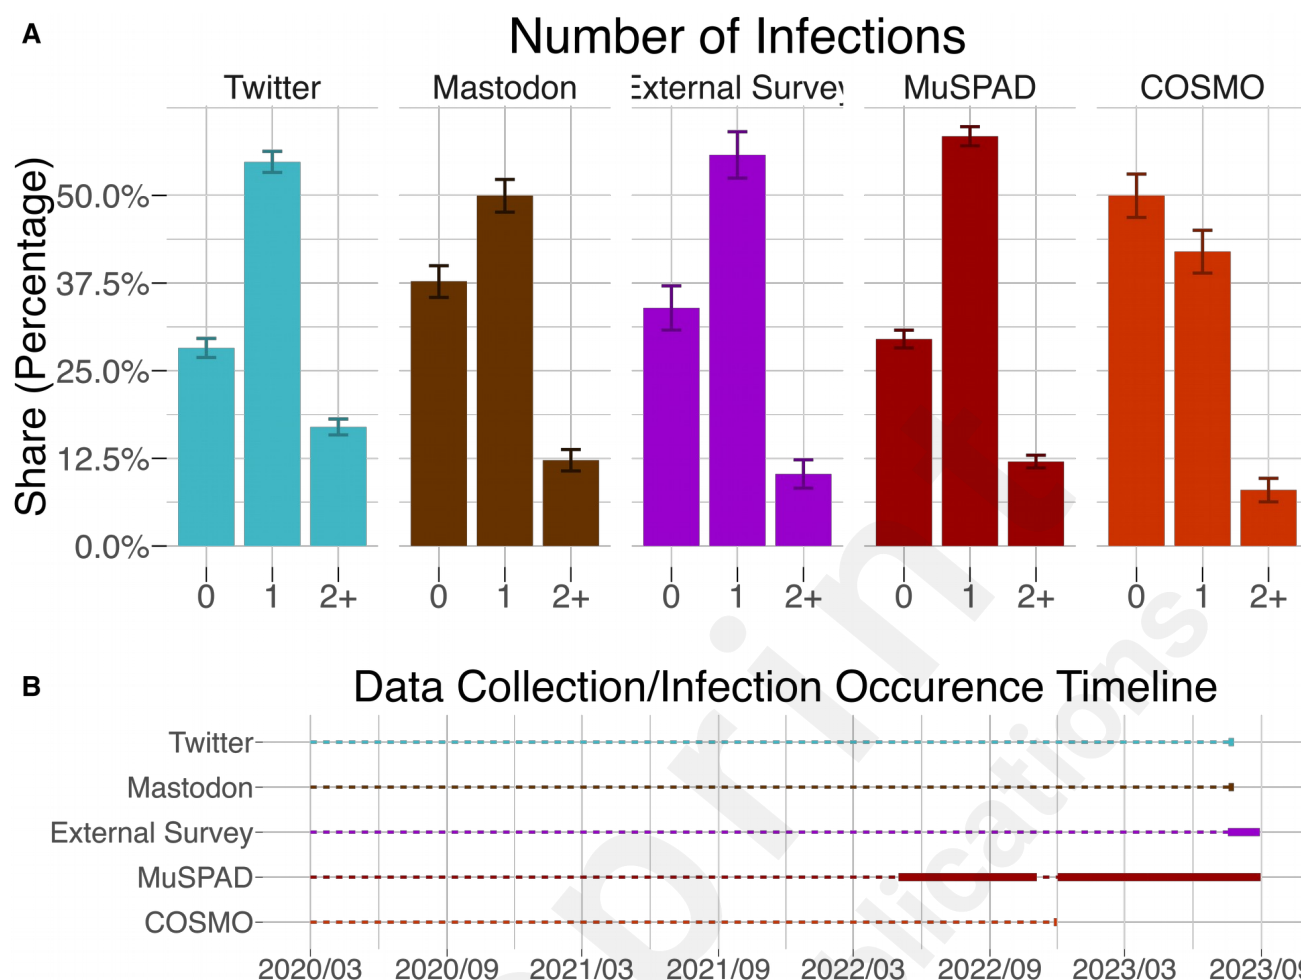 A
Number of Infections
Twitter Mastodon External Survey MuSPAD COSMO
Share (Percentage)
50.0%
37.5%
25.0%
12.5%
0.0%
0 1 2+ 0 1 2+ 0 1 2+ 0 1 2+ 0 1 2+
B
Data Collection/Infection Occurence Timeline
Twitter
Mastodon
External Survey
MuSPAD
COSMO
2020/03 2020/09 2021/03 2021/09 2022/03 2022/09 2023/03 2023/0